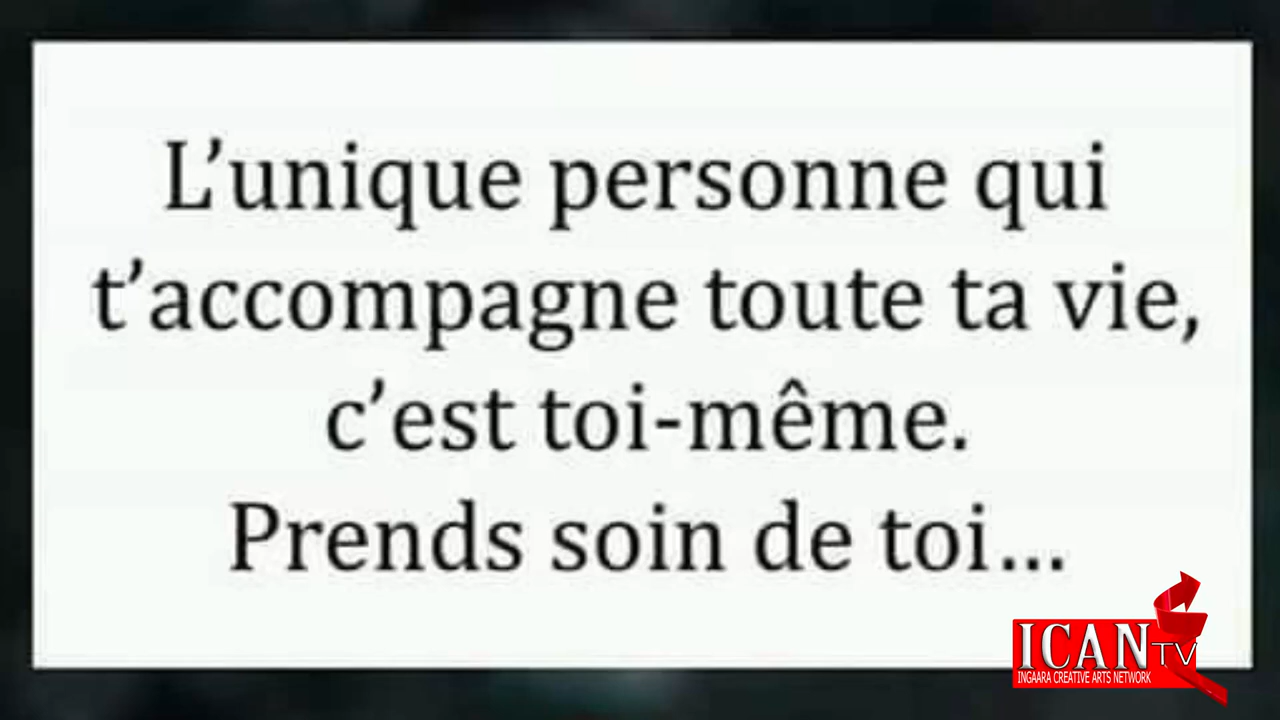 L’unique personne qui
t’accompagne toute ta vie,
c’est toi-même.
Prends soin de toi...
ICAN TV
INGAARA CREATIVE ARTS NETWORK